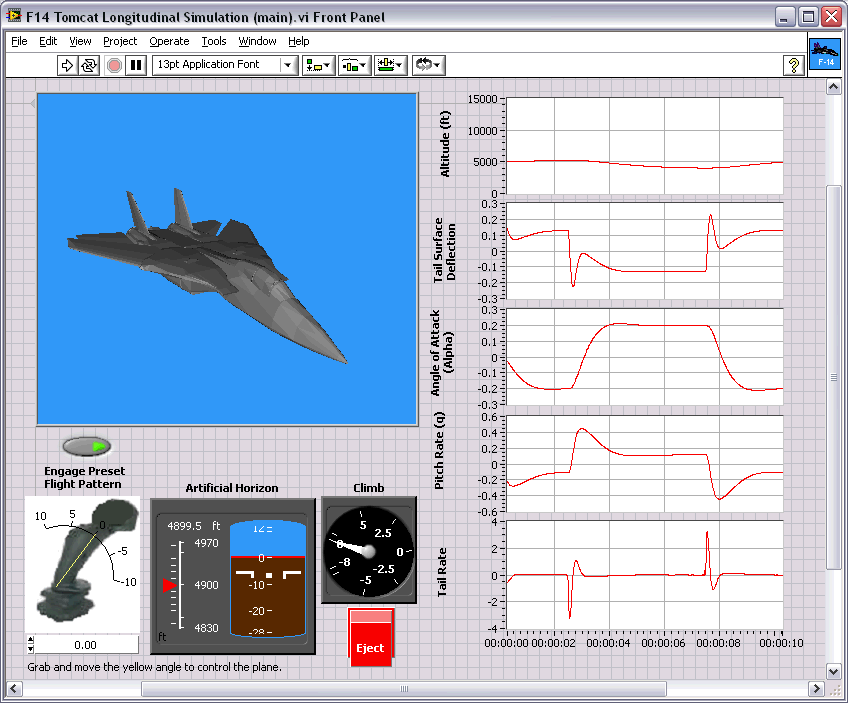 F14 Tomcat Longitudinal Simulation (main).vi Front Panel
File Edit View Project Operate Tools Window Help
13pt Application Font
?
F-14
Altitude (ft)
15000
10000
5000
0
Tail Surface
Deflection
0.3
0.2
0.1
0
-0.1
-0.2
-0.3
Angle of Attack
(Alpha)
0.3
0.2
0.1
0
-0.1
-0.2
-0.3
Pitch Rate (q)
0.6
0.4
0.2
0
-0.2
-0.4
-0.6
Tail Rate
4
2
0
-2
-4
00:00:00 00:00:02 00:00:04 00:00:06 00:00:08 00:00:10
Engage Preset
Flight Pattern
10 5 0 -5 -10
0.00
Grab and move the yellow angle to control the plane.
Artificial Horizon
4899.5 ft
4970
4900
4830
ft
12
0
-10
-20
-28
Climb
5
2.5
0
-2.5
-5
-8
8
Eject